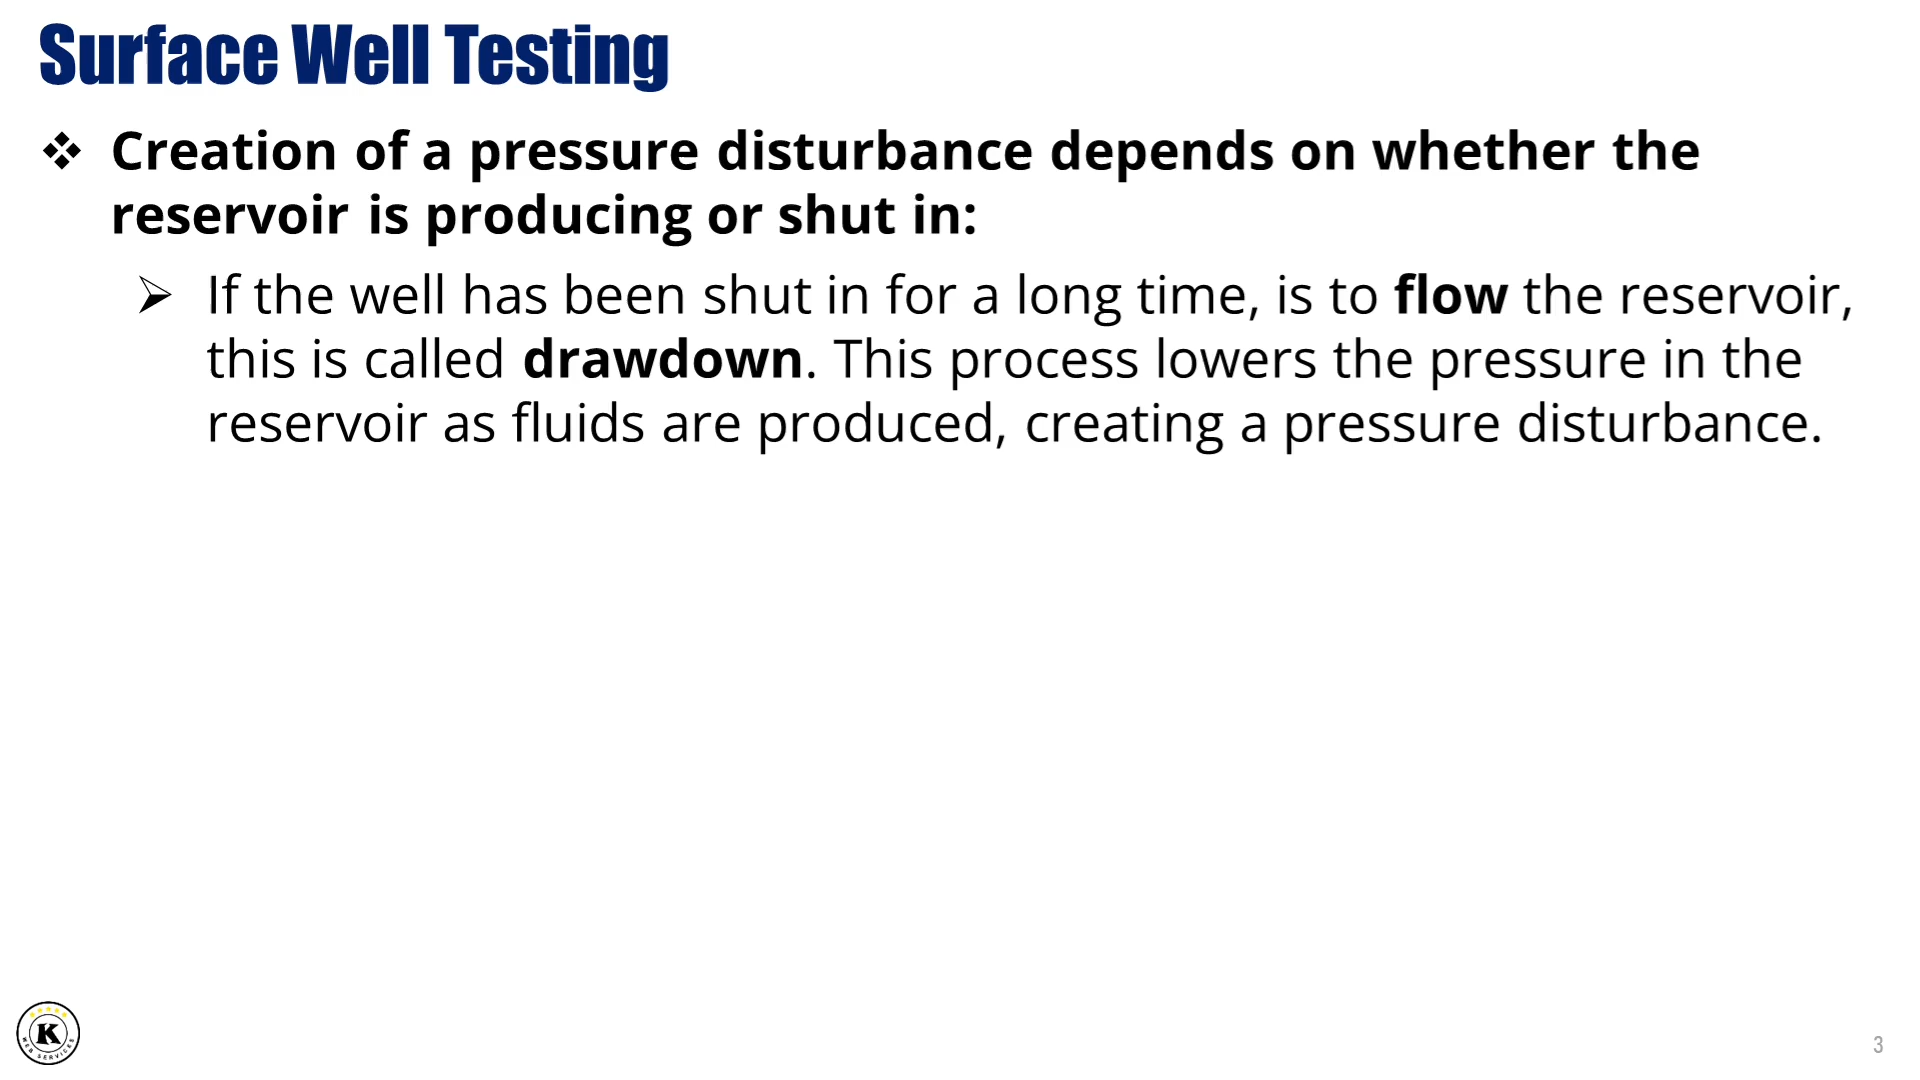 Surface Well Testing
❖ Creation of a pressure disturbance depends on whether the
reservoir is producing or shut in:
➢ If the well has been shut in for a long time, is to flow the reservoir,
this is called drawdown. This process lowers the pressure in the
reservoir as fluids are produced, creating a pressure disturbance.
K
WEB SERVICES
3